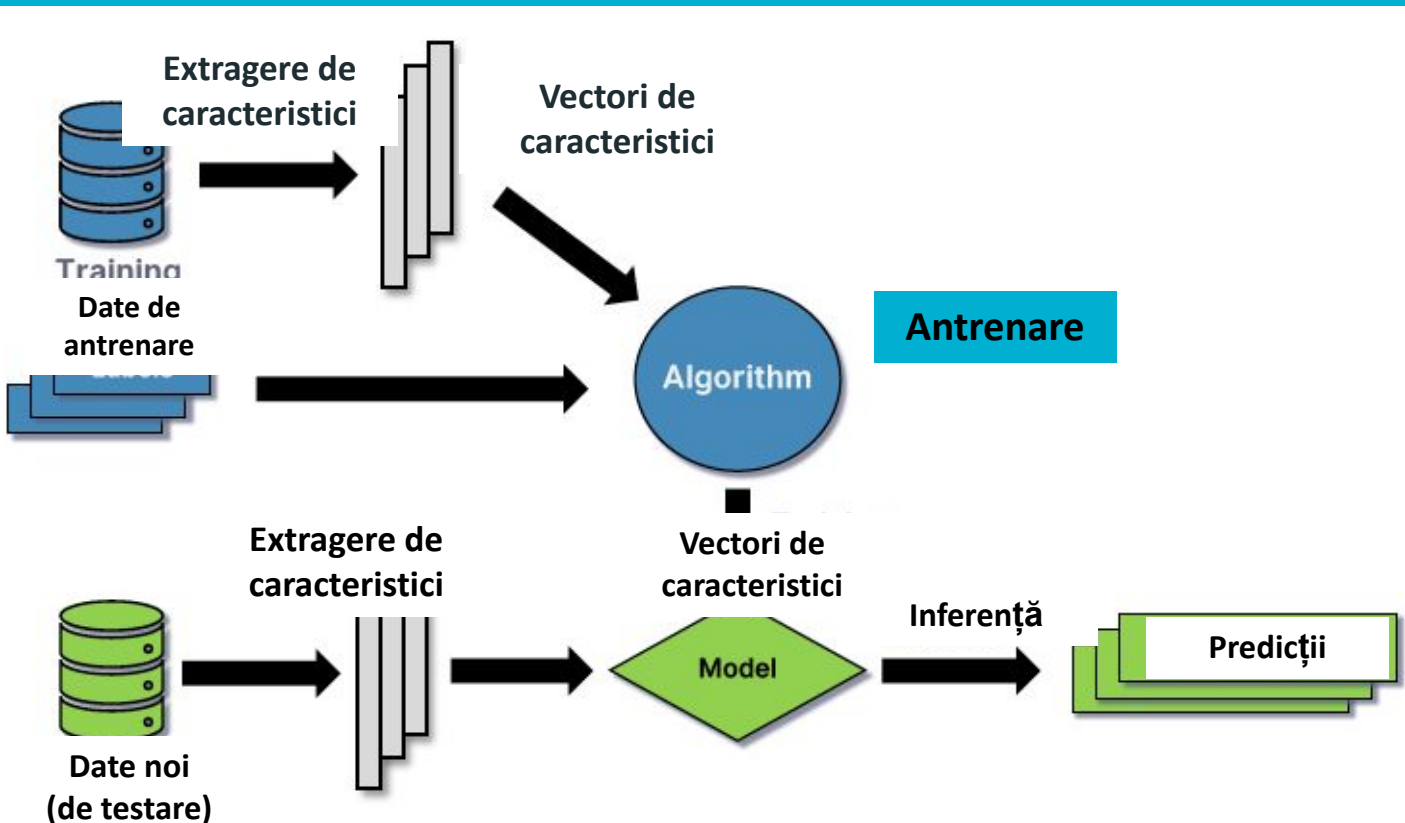 Extragere de
caracteristici
Vectori de
caracteristici
Training
Date de
antrenare
Antrenare
Algorithm
Extragere de
caracteristici
Vectori de
caracteristici
Inferență
Model
Predicții
Date noi
(de testare)